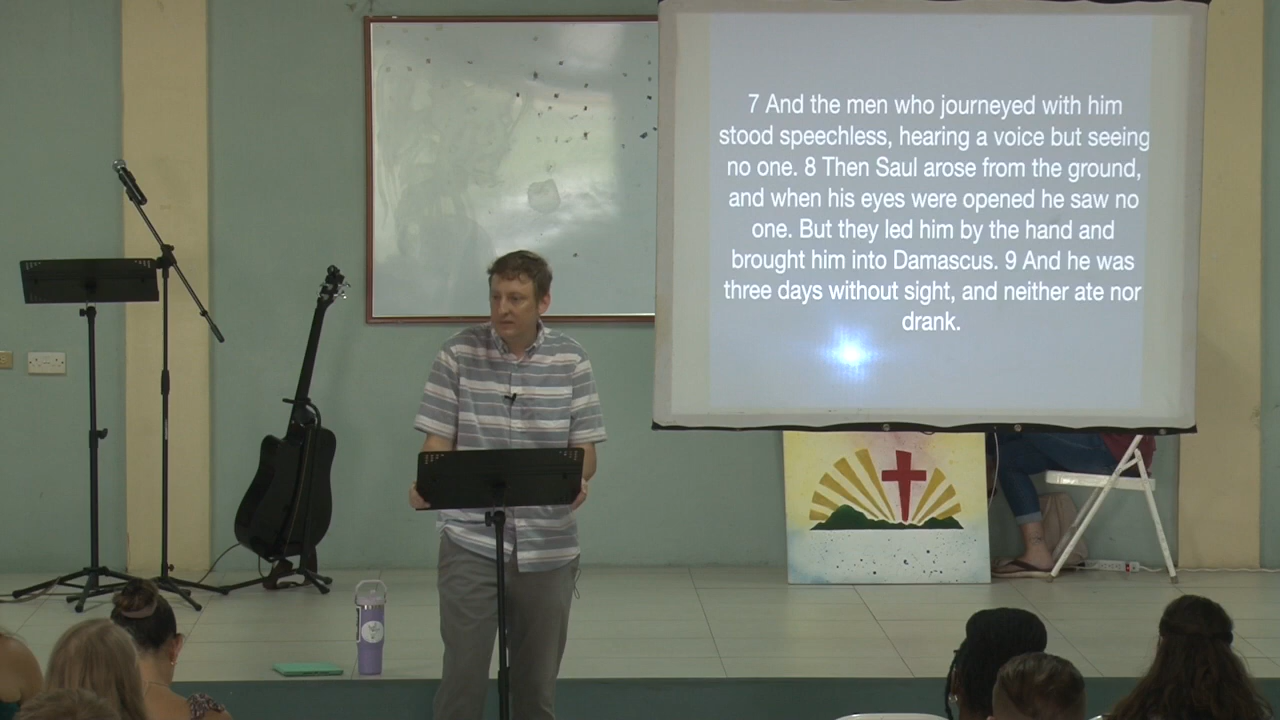 7 And the men who journeyed with him
stood speechless, hearing a voice but seeing
no one. 8 Then Saul arose from the ground,
and when his eyes were opened he saw no
one. But they led him by the hand and
brought him into Damascus. 9 And he was
three days without sight, and neither ate nor
drank.